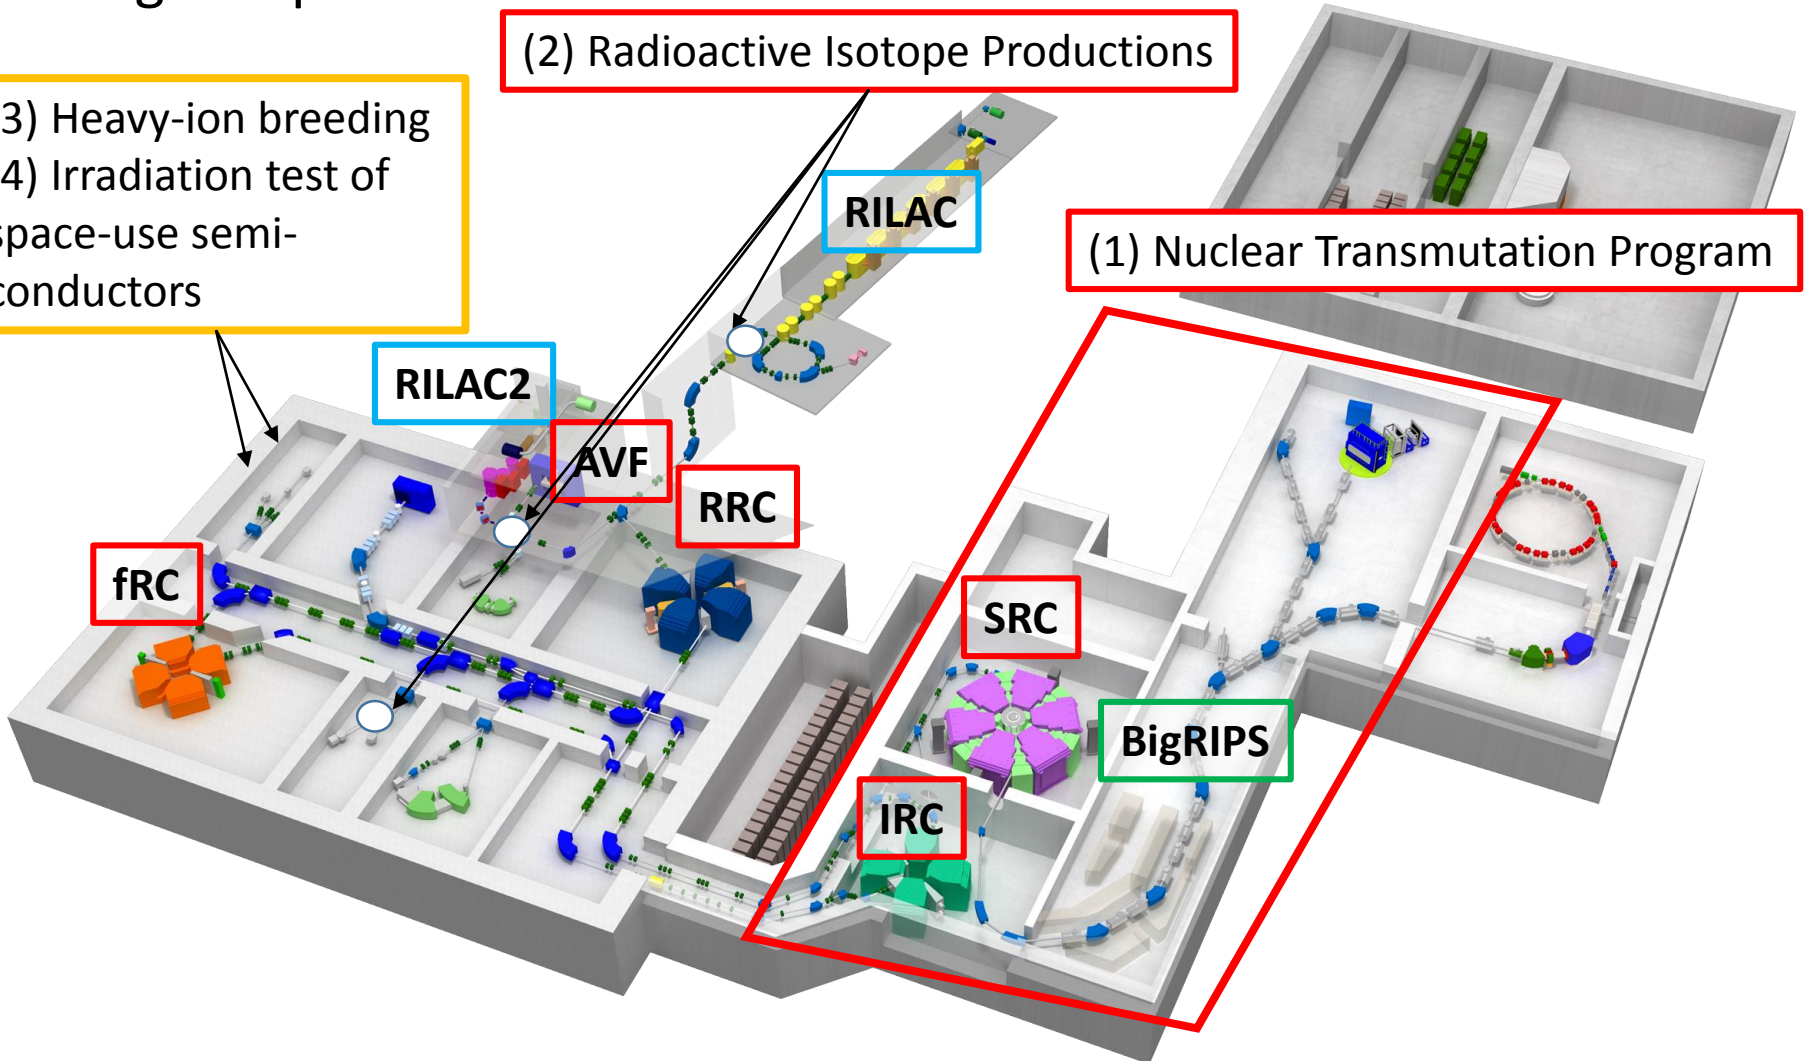 (2) Radioactive Isotope Productions
3) Heavy-ion breeding
4) Irradiation test of
space-use semi-
conductors
RILAC
(1) Nuclear Transmutation Program
RILAC2
AVF
RRC
fRC
SRC
BigRIPS
IRC